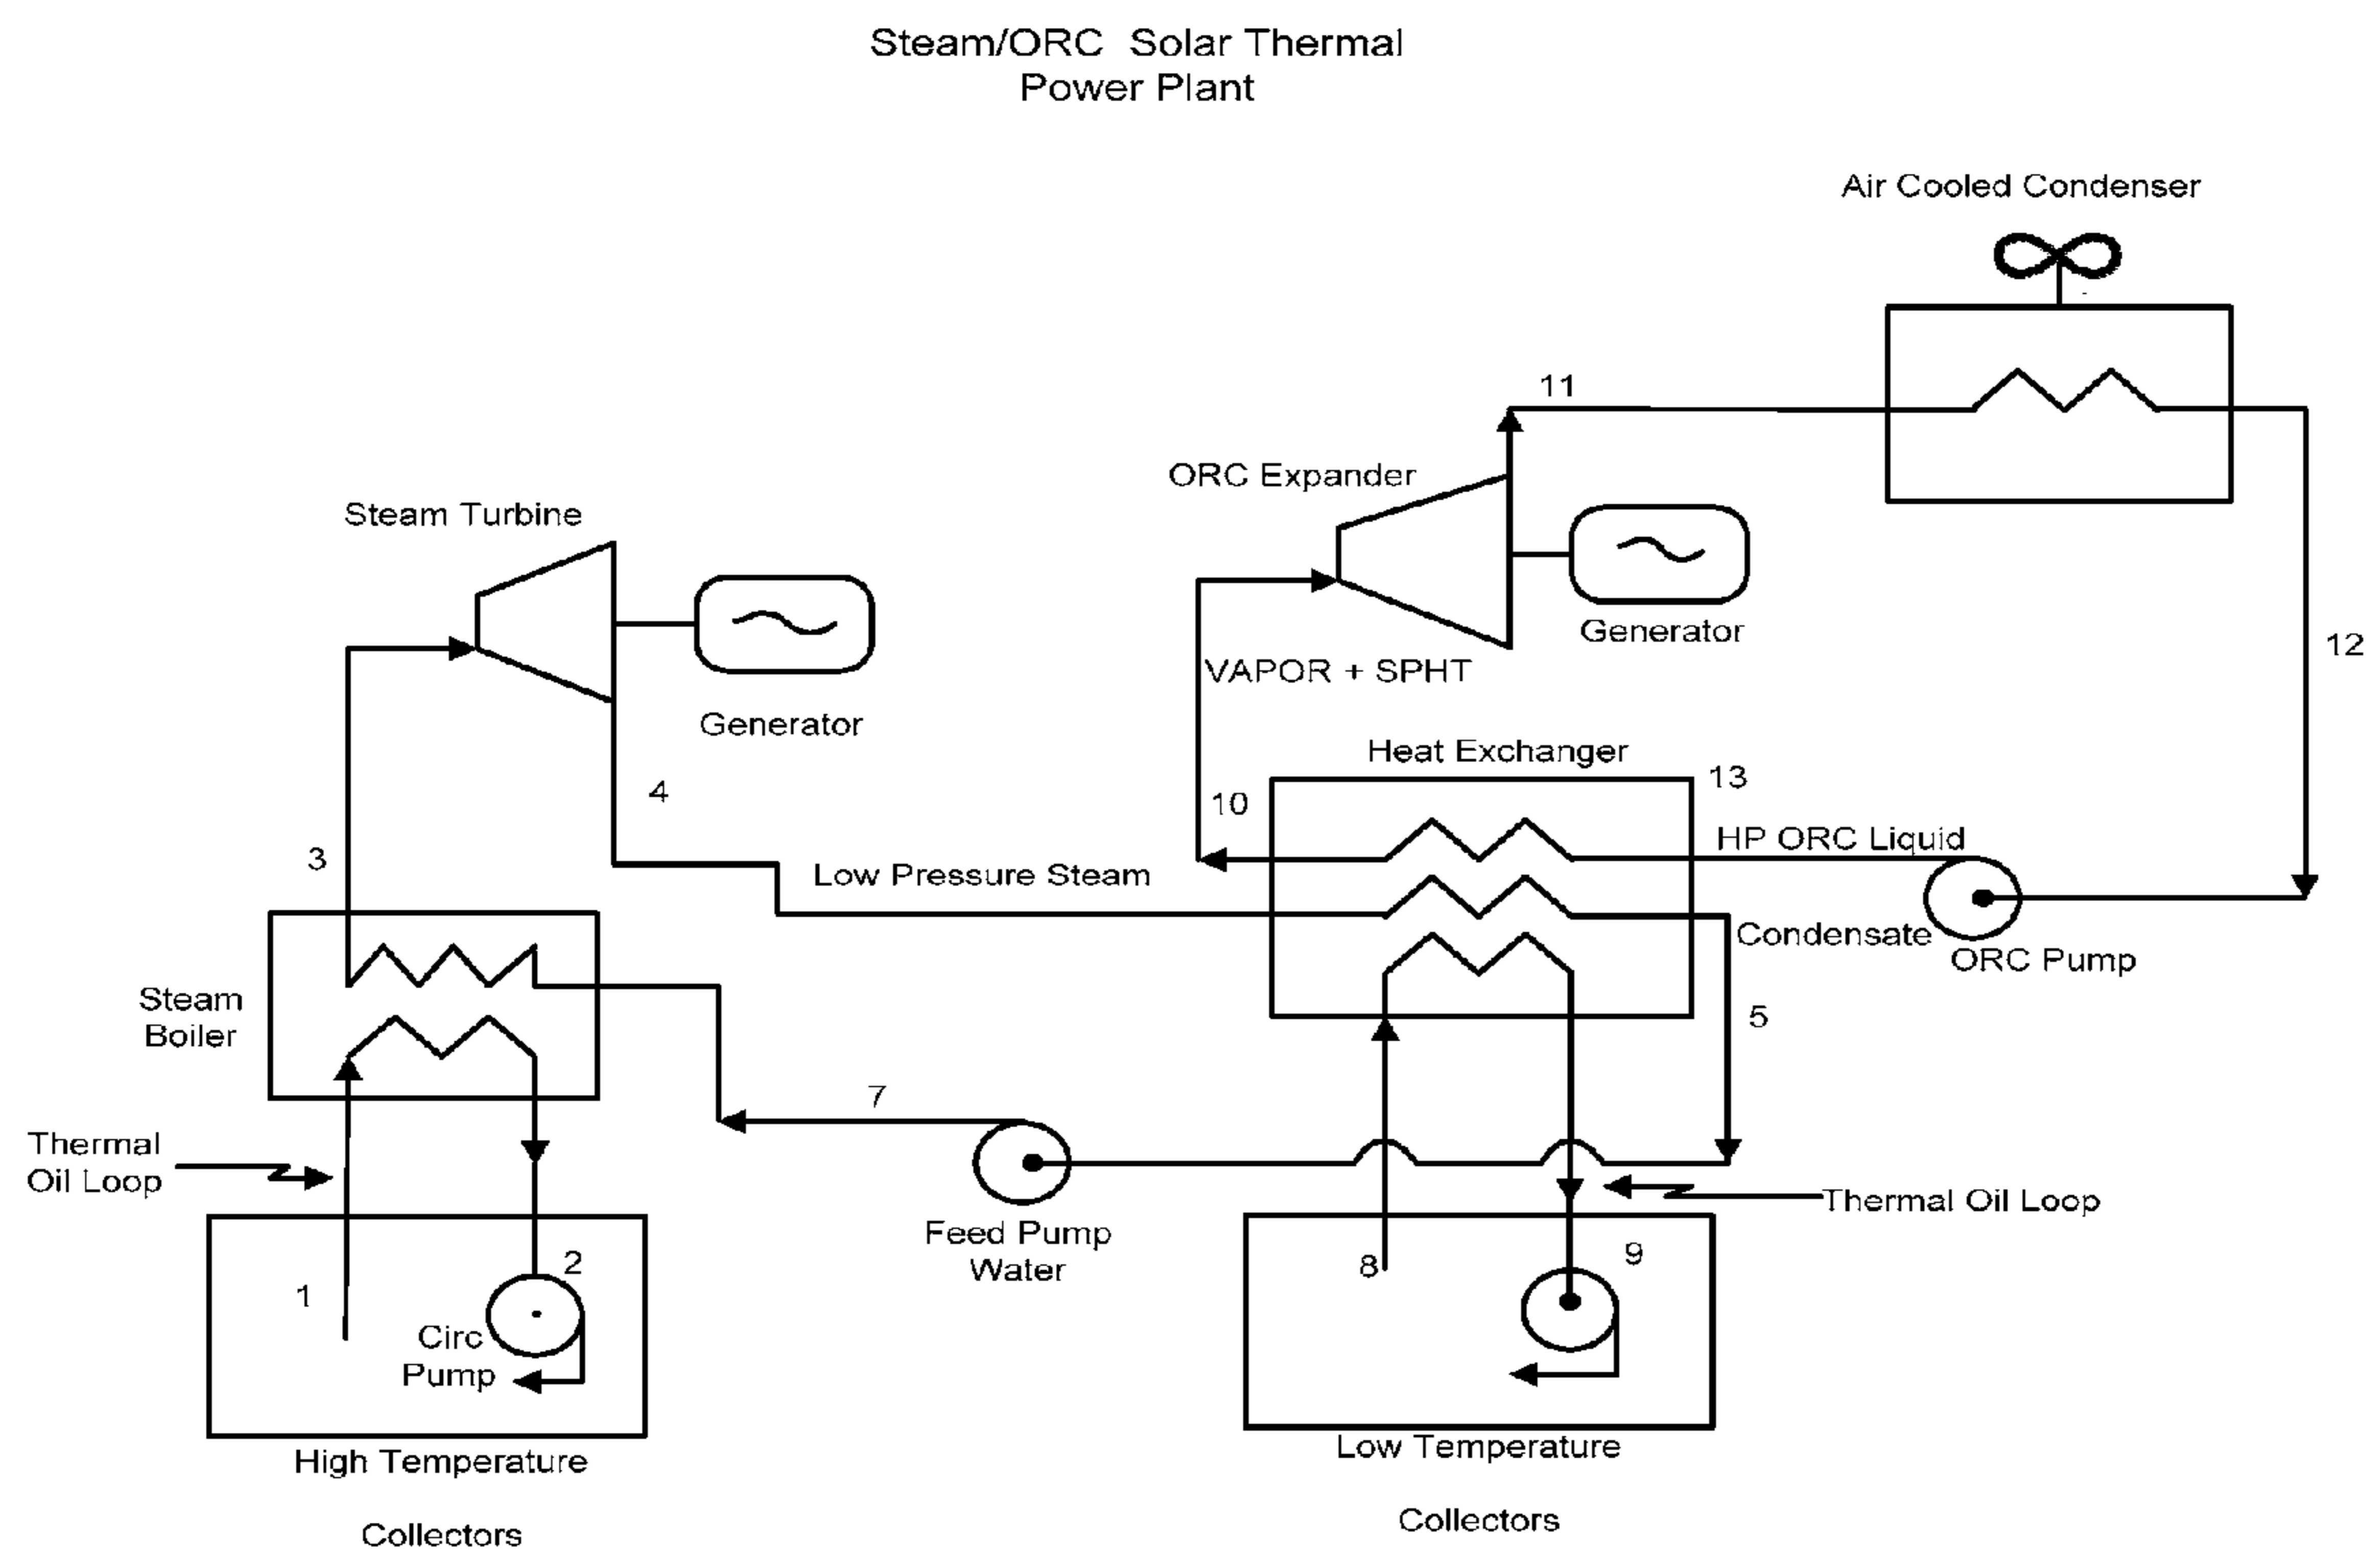 Steam/ORC Solar Thermal
Power Plant
Air Cooled Condenser
11
ORC Expander
Steam Turbine
Generator
12
VAPOR + SPHT
Generator
Heat Exchanger
13
4
10
HP ORC Liquid
3
Low Pressure Steam
Condensate
ORC Pump
Steam
Boiler
5
7
Thermal
Oil Loop
Thermal Oil Loop
Feed Pump
Water
2
9
8
1
Circ
Pump
Low Temperature
High Temperature
Collectors
Collectors